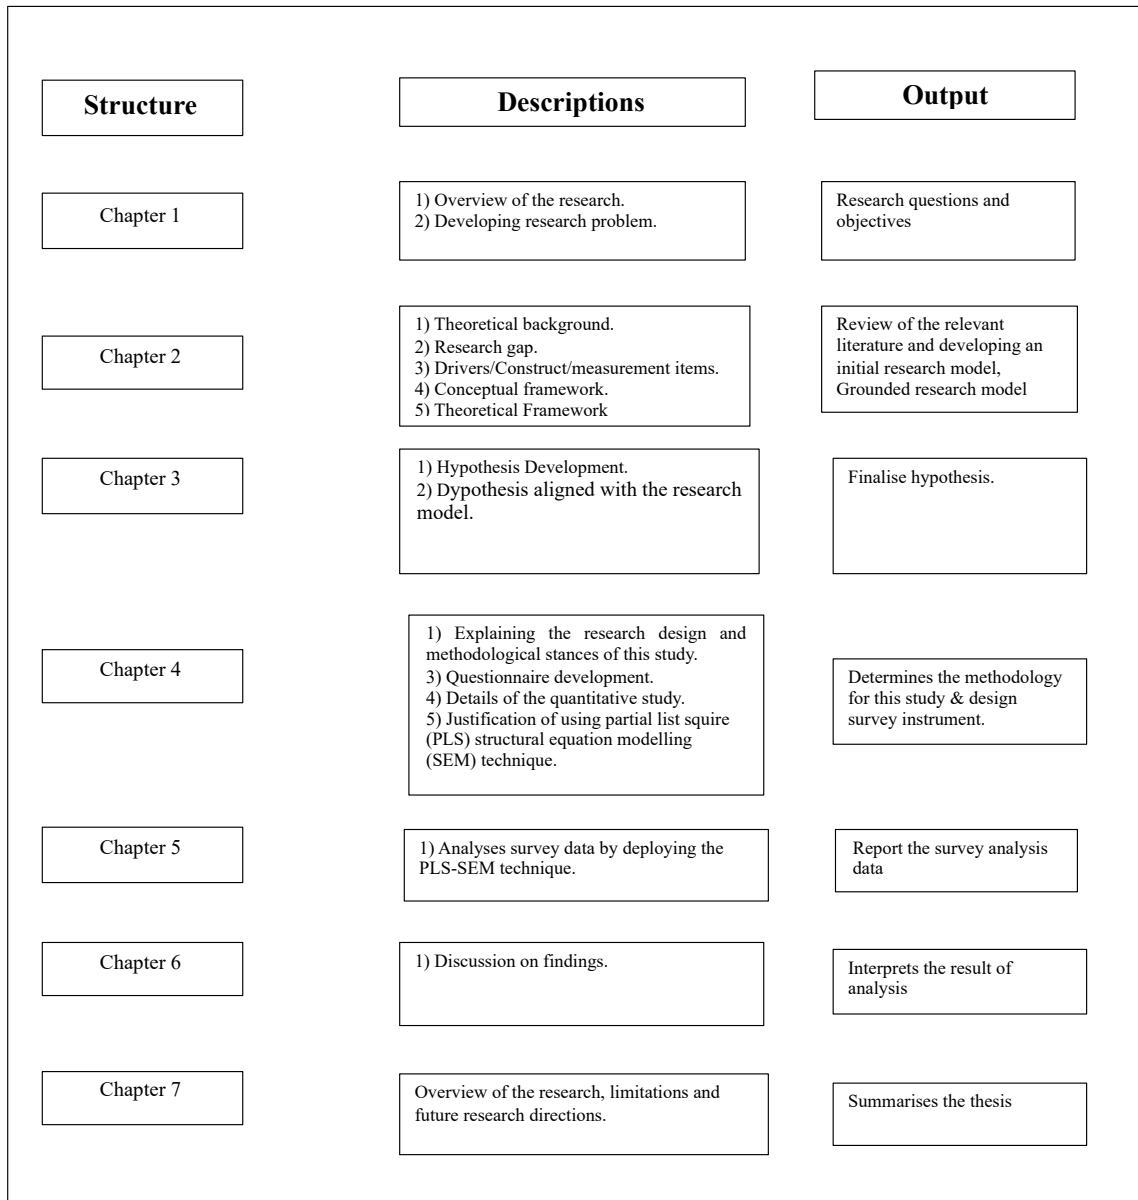 Structure
Descriptions
Output
Chapter 1
1) Overview of the research.
2) Developing research problem.
Research questions and
objectives
Chapter 2
1) Theoretical background.
2) Research gap.
3) Drivers/Construct/measurement items.
4) Conceptual framework.
5) Theoretical Framework
Review of the relevant
literature and developing an
initial research model,
Grounded research model
Chapter 3
1) Hypothesis Development.
2) Dypothesis aligned with the research
model.
Finalise hypothesis.
Chapter 4
1) Explaining the research design and
methodological stances of this study.
3) Questionnaire development.
4) Details of the quantitative study.
5) Justification of using partial list squire
(PLS) structural equation modelling
(SEM) technique.
Determines the methodology
for this study & design
survey instrument.
Chapter 5
1) Analyses survey data by deploying the
PLS-SEM technique.
Report the survey analysis
data
Chapter 6
1) Discussion on findings.
Interprets the result of
analysis
Chapter 7
Overview of the research, limitations and
future research directions.
Summarises the thesis